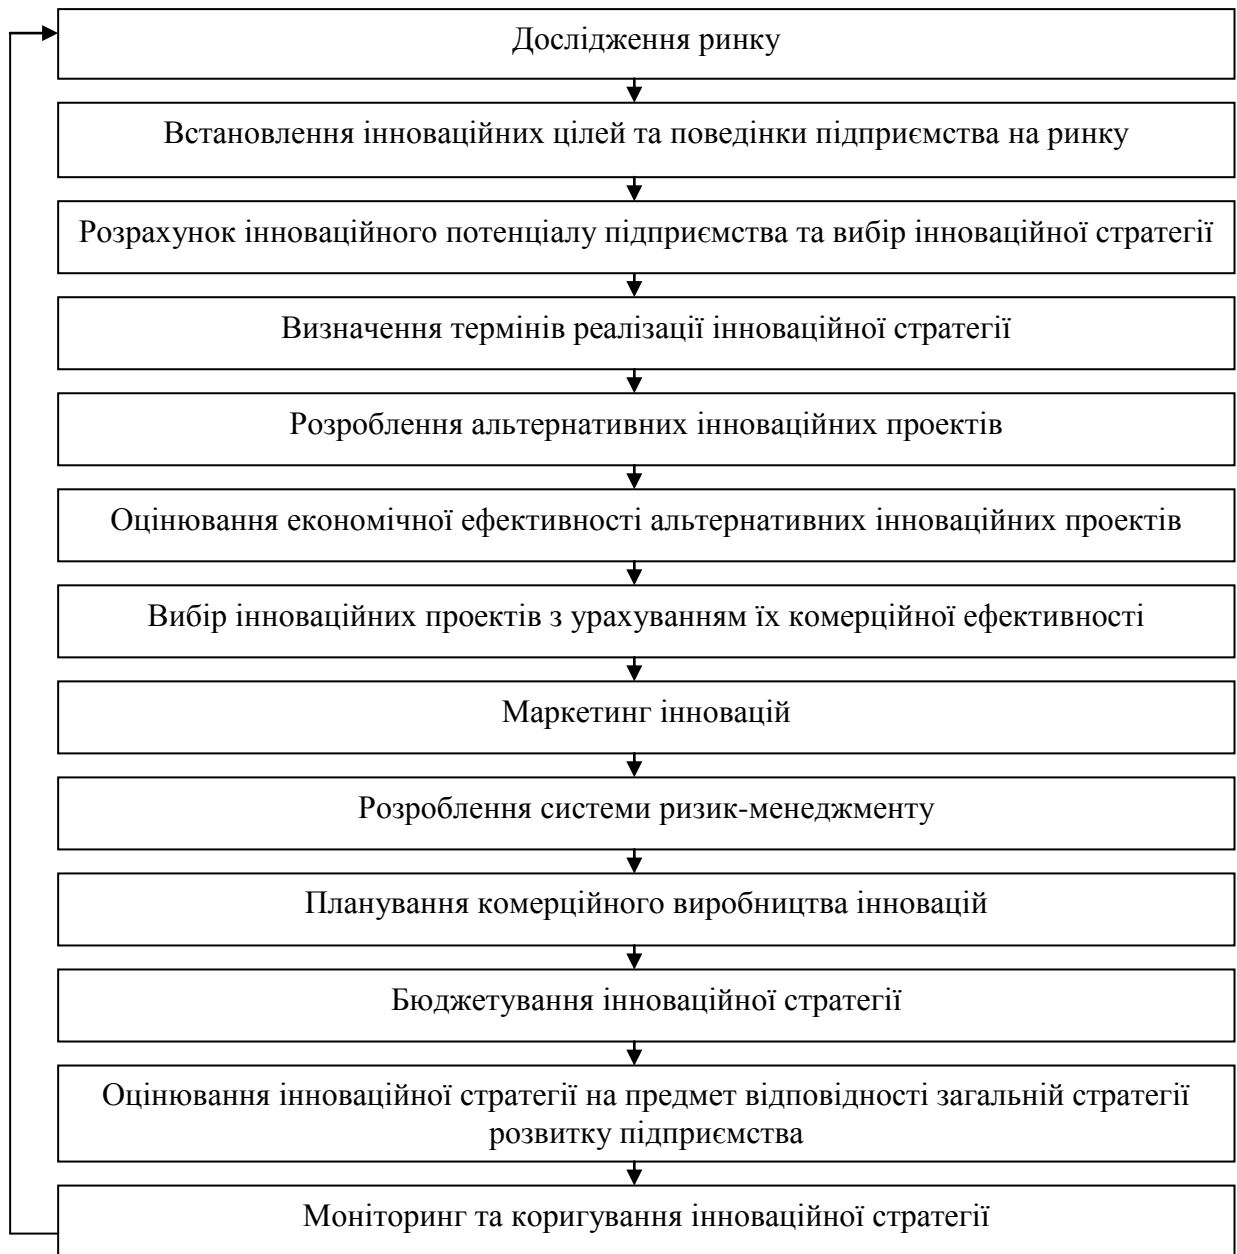 Дослідження ринку
Встановлення інноваційних цілей та поведінки підприємства на ринку
Розрахунок інноваційного потенціалу підприємства та вибір інноваційної стратегії
Визначення термінів реалізації інноваційної стратегії
Розроблення альтернативних інноваційних проектів
Оцінювання економічної ефективності альтернативних інноваційних проектів
Вибір інноваційних проектів з урахуванням їх комерційної ефективності
Маркетинг інновацій
Розроблення системи ризик-менеджменту
Планування комерційного виробництва інновацій
Бюджетування інноваційної стратегії
Оцінювання інноваційної стратегії на предмет відповідності загальній стратегії
розвитку підприємства
Моніторинг та коригування інноваційної стратегії